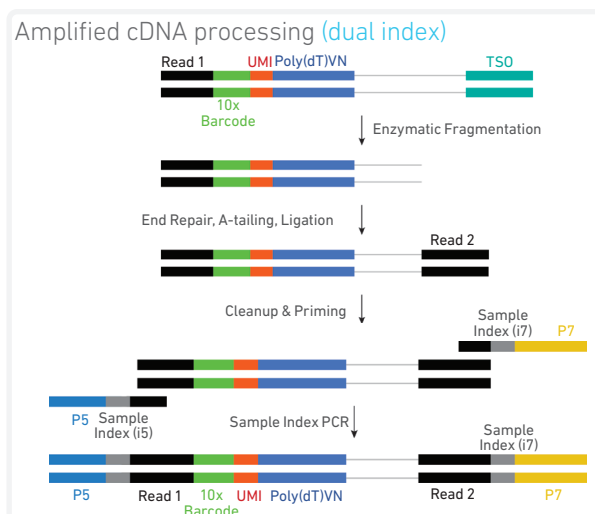 Amplified cDNA processing (dual index)
Read 1 UMI Poly(dT)VN TSO
10x
Barcode
Enzymatic Fragmentation
End Repair, A-tailing, Ligation
Read 2
Cleanup & Priming
Sample
Index (i7) P7
P5 Sample
Index (i5)
Sample Index PCR
Sample
Index (i7)
P5 Read 1 10x
Barcode UMI Poly(dT)VN Read 2 P7